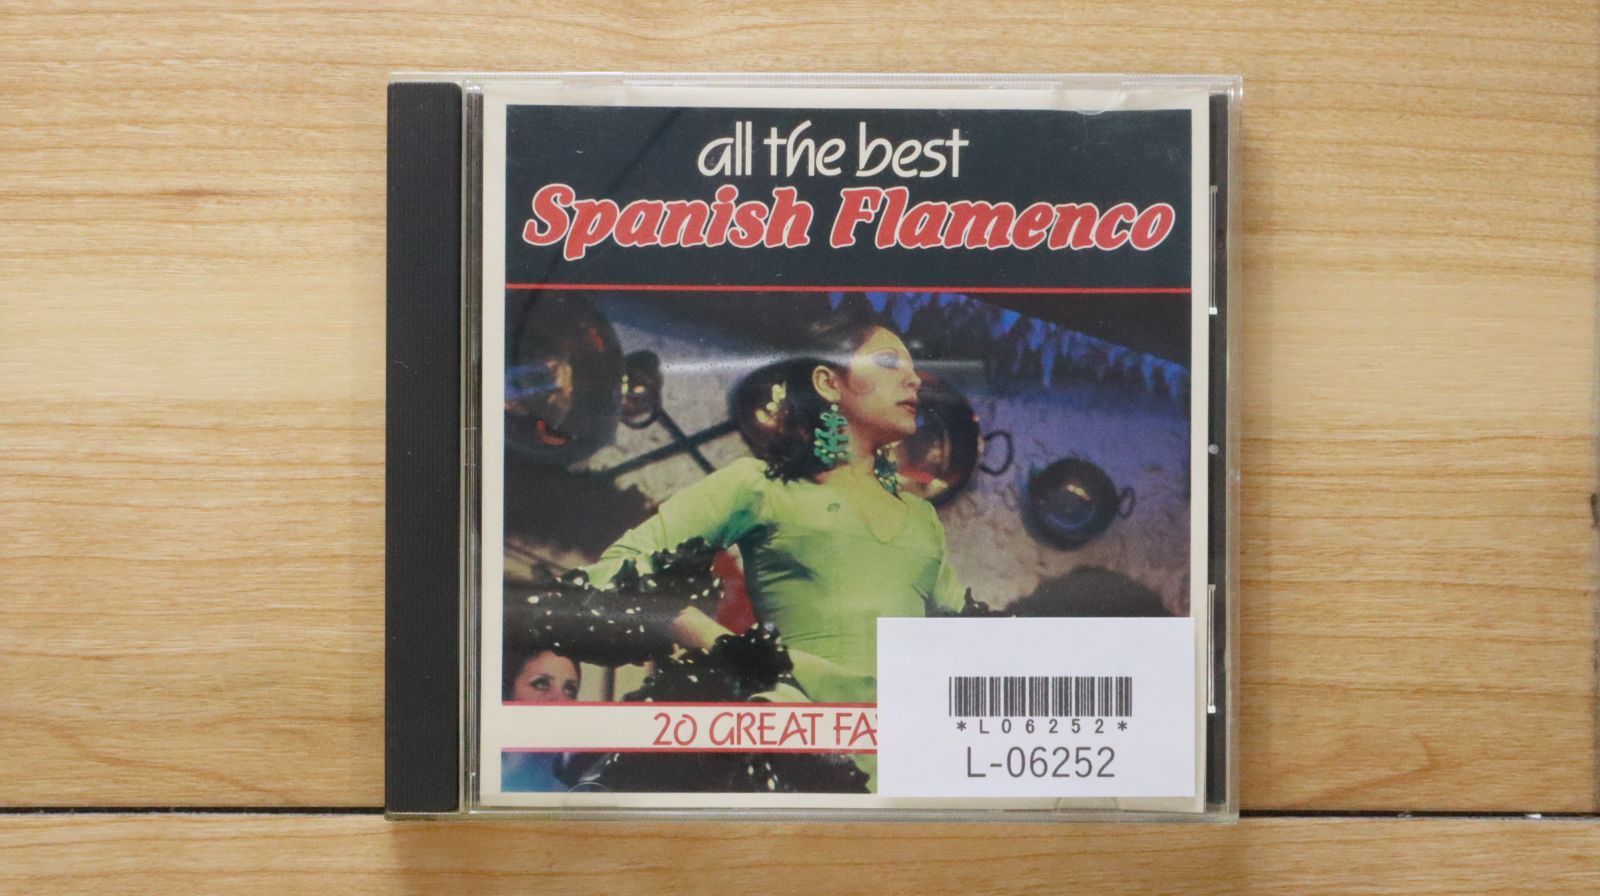 all the best
Spanish Flamenco
20 GREAT FA
*L06252*
L-06252